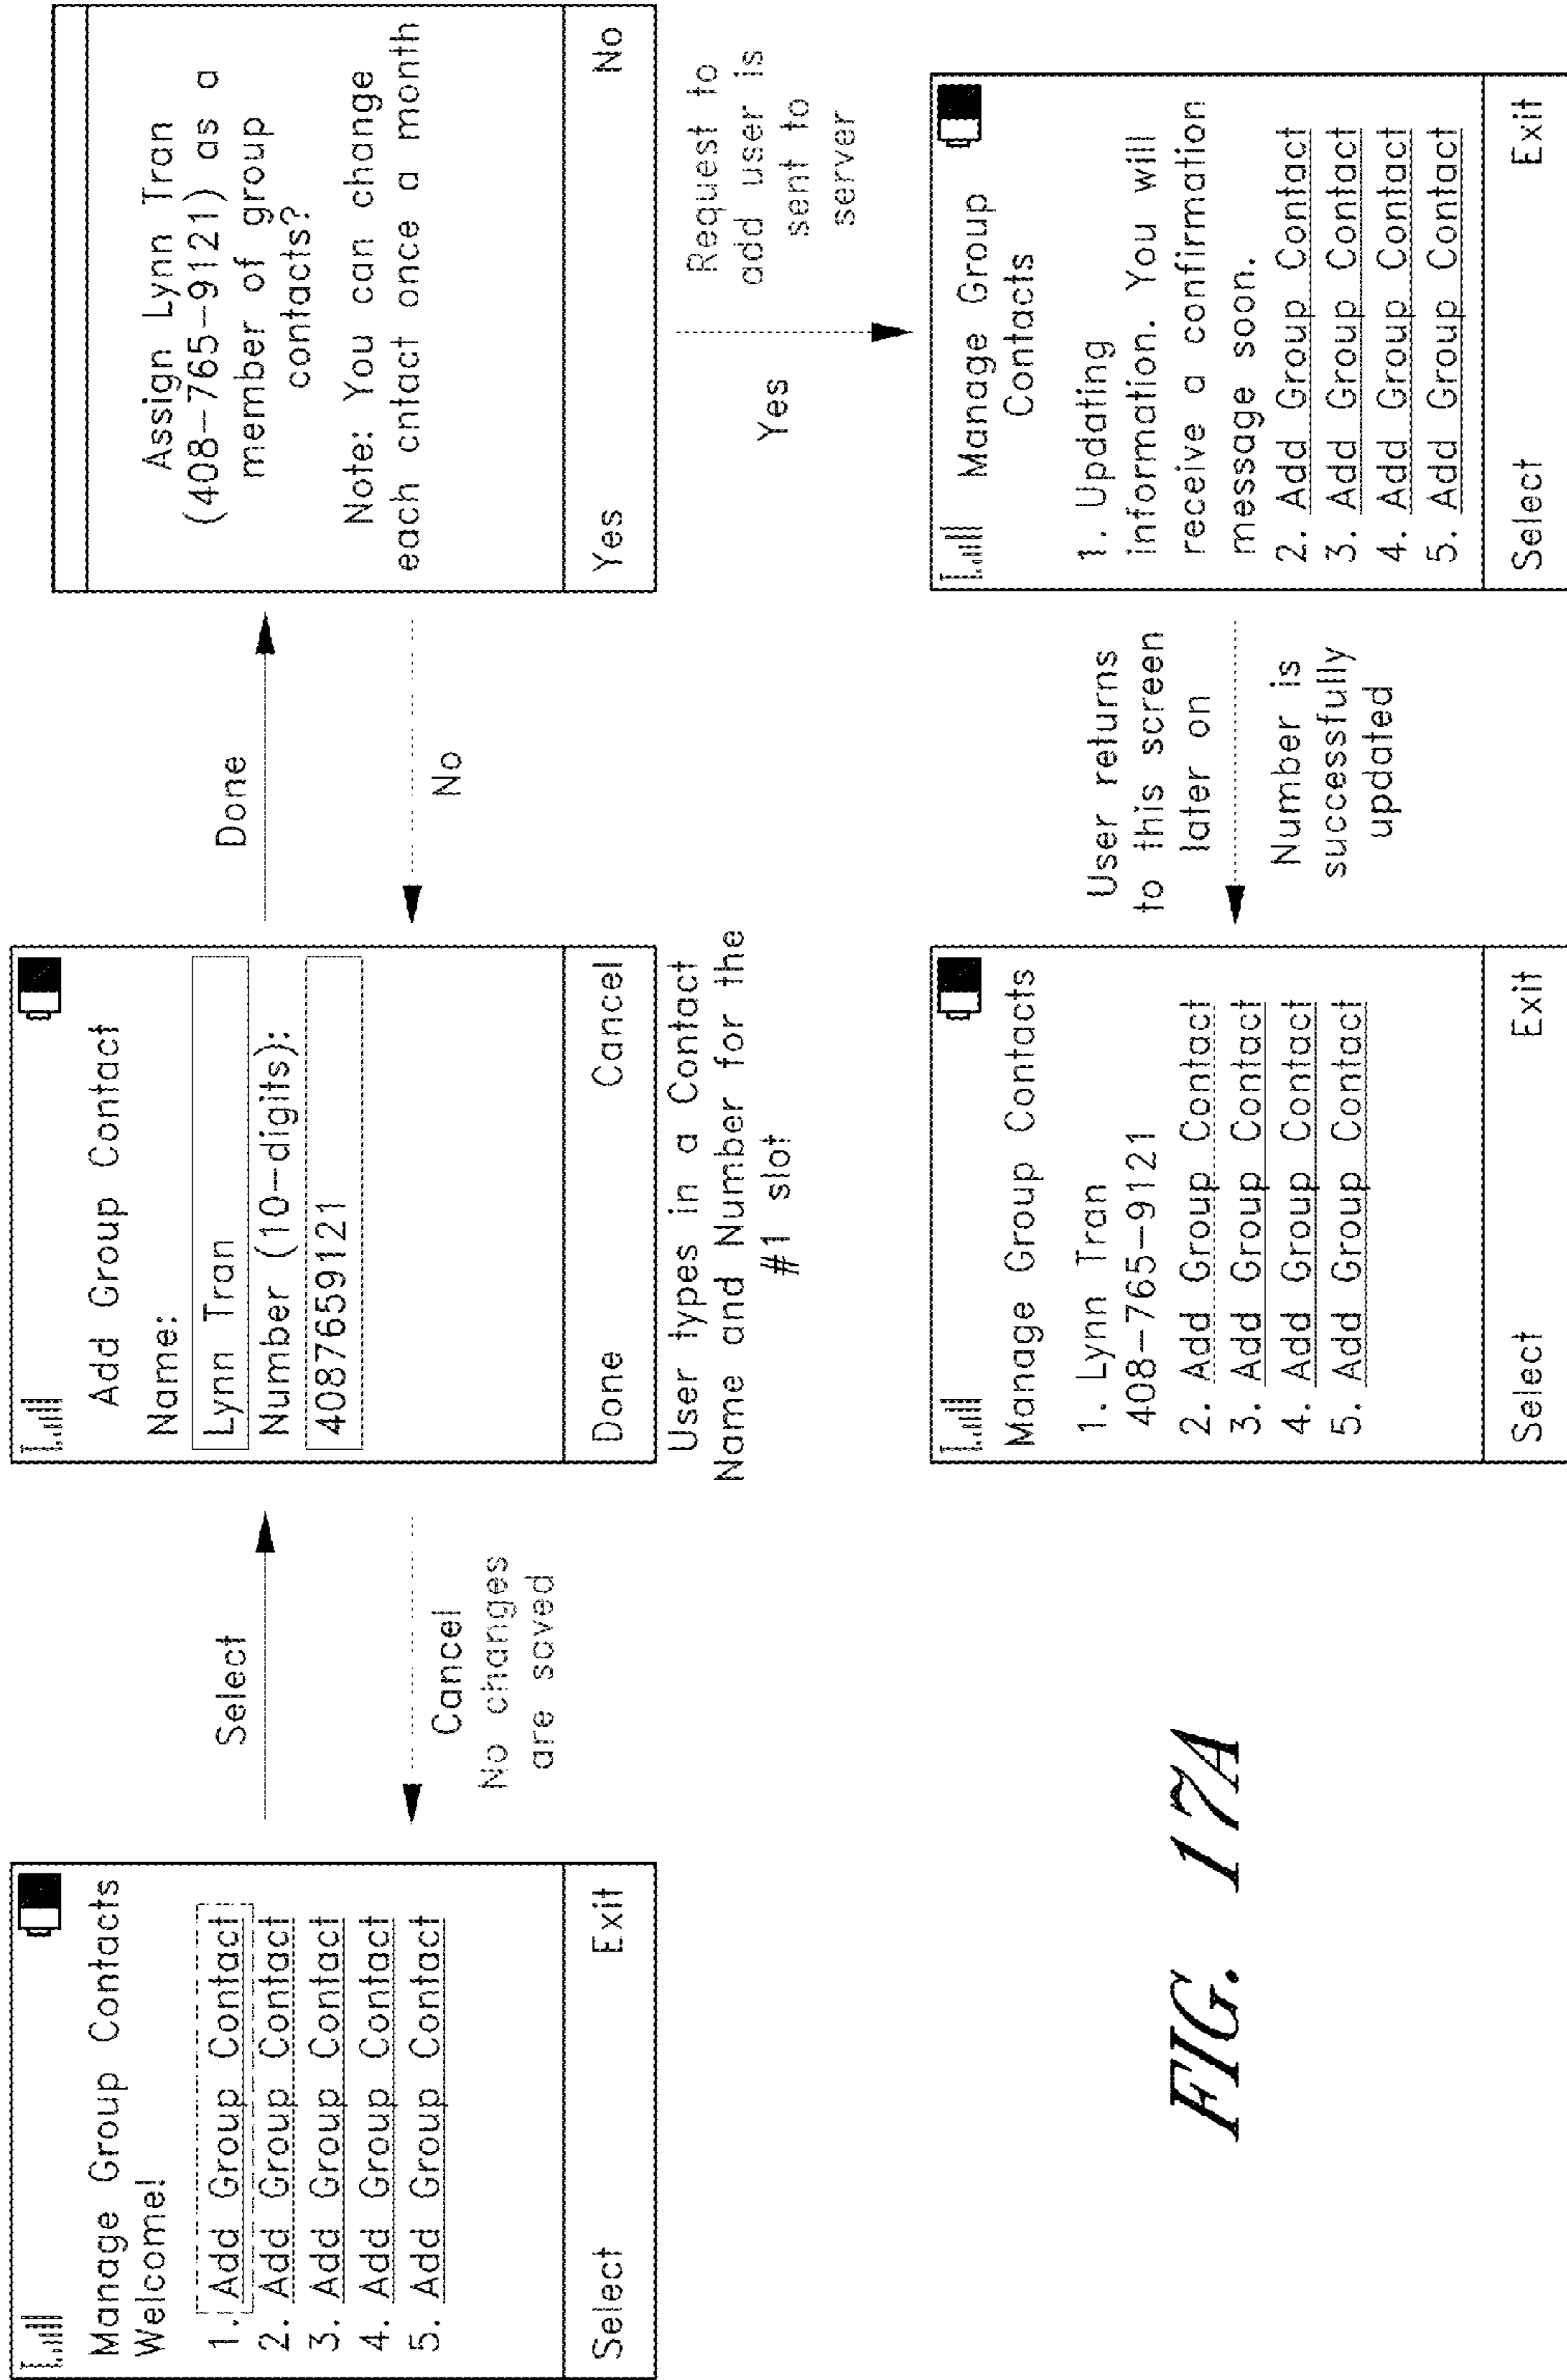 Manage Group Contacts
Welcome!
1. Add Group Contact
2. Add Group Contact
3. Add Group Contact
4. Add Group Contact
5. Add Group Contact
Select Exit
Select
Cancel
No changes
are saved
Add Group Contact
Name:
Lynn Tran
Number (10-digits):
4087659121
Done Cancel
User types in a Contact
Name and Number for the
#1 slot
Done
No
Assign Lynn Tran
(408-765-9121) as a
member of group
contacts?
Note: You can change
each cntact once a month
Yes No
Yes
Request to
add user is
sent to
server
Manage Group
Contacts
1. Updating
information. You will
receive a confirmation
message soon.
2. Add Group Contact
3. Add Group Contact
4. Add Group Contact
5. Add Group Contact
Select Exit
User returns
to this screen
later on
Number is
successfully
updated
Manage Group Contacts
1. Lynn Tran
408-765-9121
2. Add Group Contact
3. Add Group Contact
4. Add Group Contact
5. Add Group Contact
Select Exit
FIG. 17A